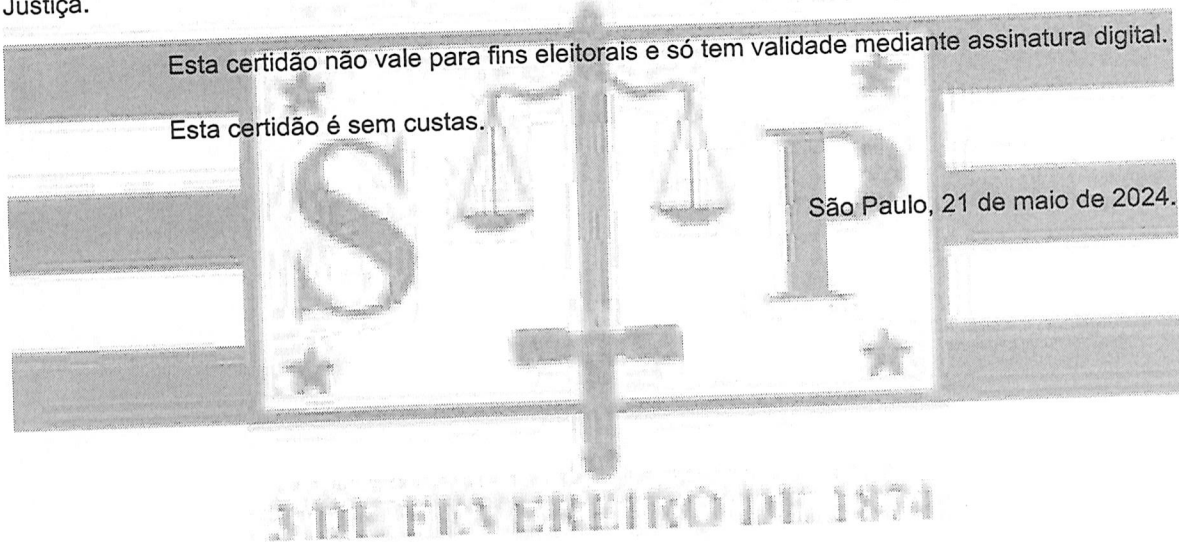 Justiça.
Esta certidão não vale para fins eleitorais e só tem validade mediante assinatura digital.
Esta certidão é sem custas.
S P
São Paulo, 21 de maio de 2024.
3 DE FEVEREIRO DE 1874